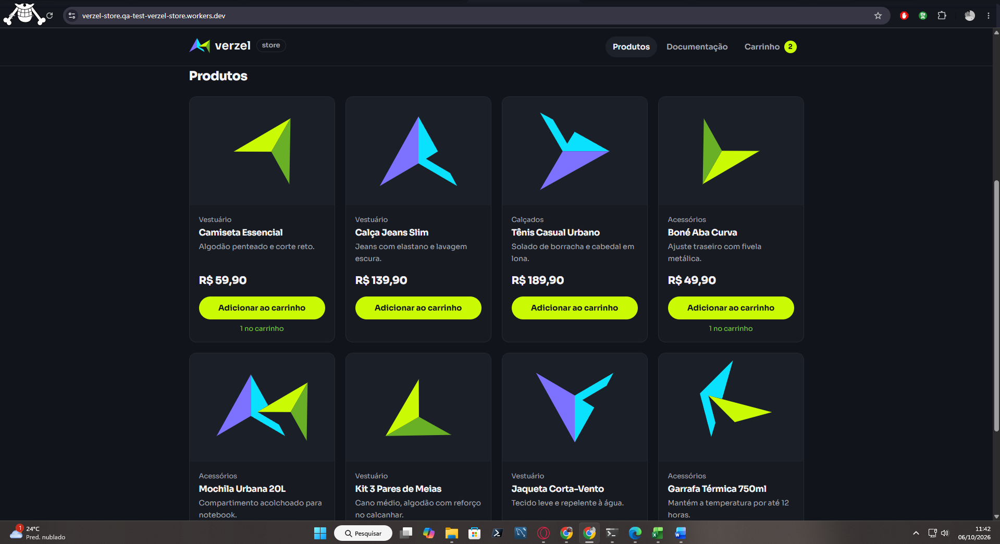 verzel-store.qa-test-verzel-store.workers.dev
verzel store
Produtos Documentação Carrinho 2
Produtos
Vestuário
Camiseta Essencial
Algodão penteado e corte reto.
R$ 59,90
Adicionar ao carrinho
1 no carrinho
Vestuário
Calça Jeans Slim
Jeans com elastano e lavagem
escura.
R$ 139,90
Adicionar ao carrinho
Calçados
Tênis Casual Urbano
Solado de borracha e cabedal em
lona.
R$ 189,90
Adicionar ao carrinho
Acessórios
Boné Aba Curva
Ajuste traseiro com fivela
metálica.
R$ 49,90
Adicionar ao carrinho
1 no carrinho
Acessórios
Mochila Urbana 20L
Compartimento acolchoado para
notebook.
Vestuário
Kit 3 Pares de Meias
Cano médio, algodão com reforço
no calcanhar.
Vestuário
Jaqueta Corta-Vento
Tecido leve e repelente à água.
Acessórios
Garrafa Térmica 750ml
Mantém a temperatura por até 12
horas.
1
24°C
Pred. nublado
Pesquisar
11:42
06/10/2026